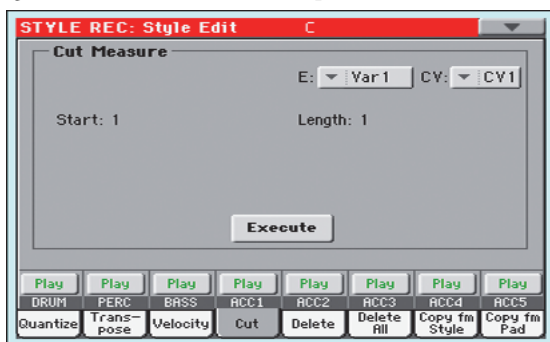 STYLE REC: Style Edit C
Cut Measure
E: Var1 CV: CV1
Start: 1 Length: 1
Execute
Play Play Play Play Play Play Play Play
DRUM PERC BASS ACC1 ACC2 ACC3 ACC4 ACC5
Quantize Trans-pose Velocity Cut Delete Delete All Copy fm Style Copy fm Pad